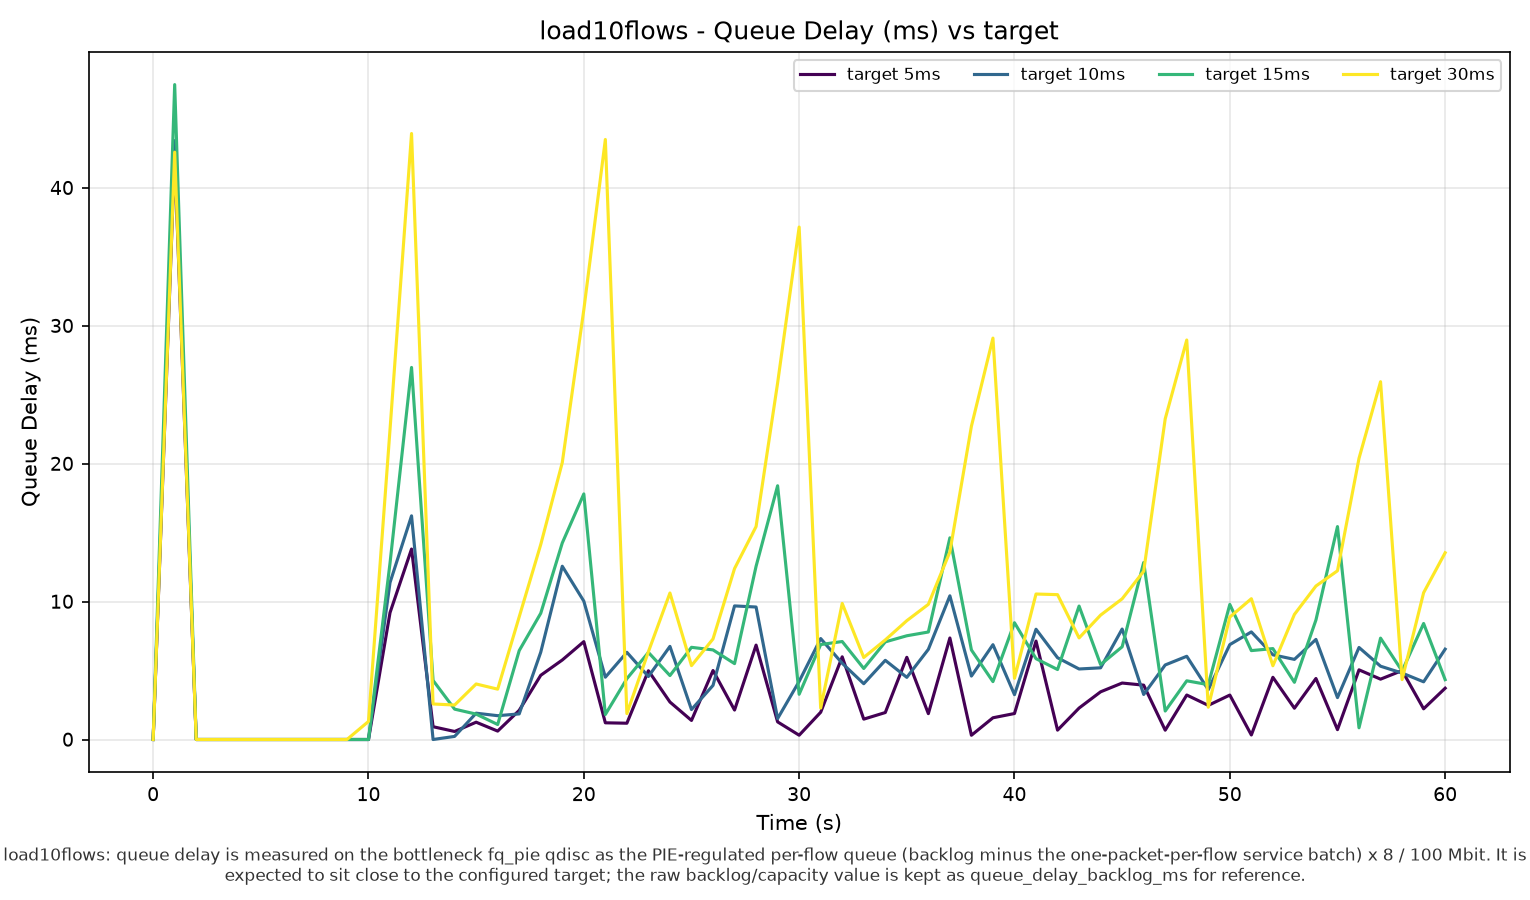 load10flows - Queue Delay (ms) vs target
target 5ms
target 10ms
target 15ms
target 30ms
Queue Delay (ms)
40
30
20
10
0
0
10
20
30
40
50
60
Time (s)
load10flows: queue delay is measured on the bottleneck fq_pie qdisc as the PIE-regulated per-flow queue (backlog minus the one-packet-per-flow service batch) x 8 / 100 Mbit. It is
expected to sit close to the configured target; the raw backlog/capacity value is kept as queue_delay_backlog_ms for reference.